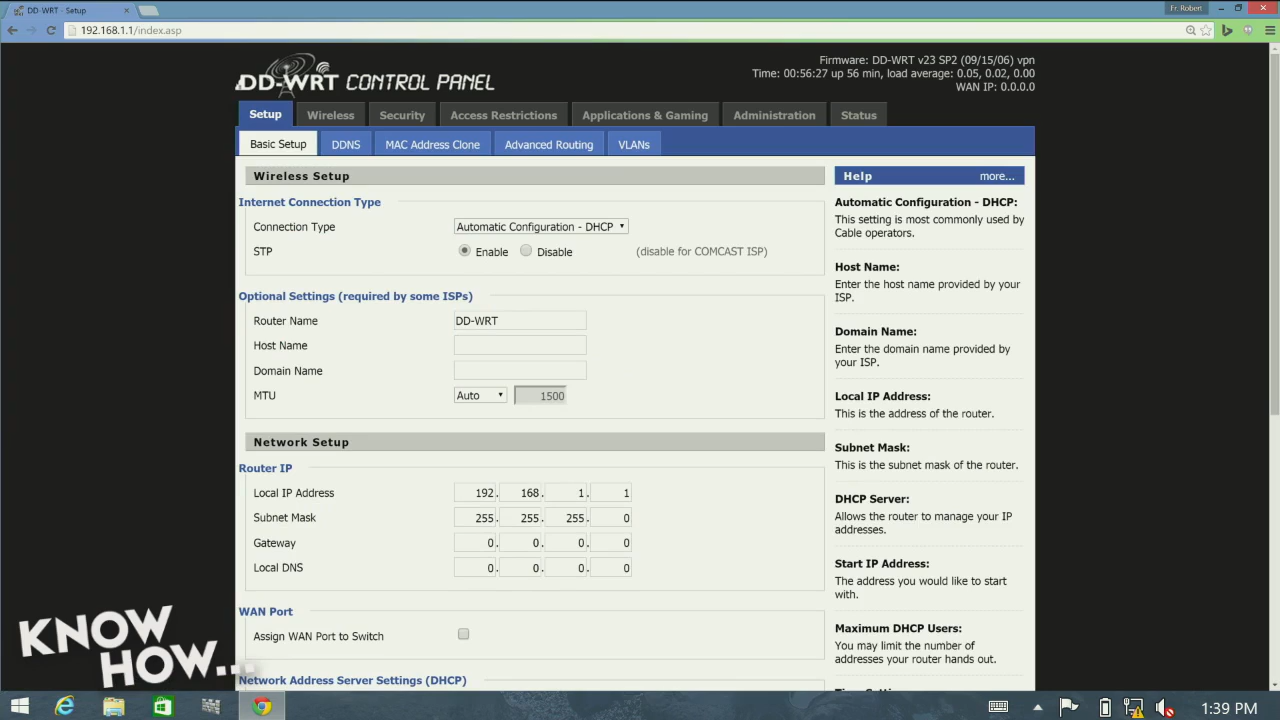 DD-WRT - Setup
Fr. Robert
192.168.1.1/index.asp
DD-WRT CONTROL PANEL
Firmware: DD-WRT v23 SP2 (09/15/06) vpn
Time: 00:56:27 up 56 min, load average: 0.05, 0.02, 0.00
WAN IP: 0.0.0.0
Setup Wireless Security Access Restrictions Applications & Gaming Administration Status
Basic Setup DDNS MAC Address Clone Advanced Routing VLANs
Wireless Setup
Internet Connection Type
Connection Type Automatic Configuration - DHCP
STP Enable Disable (disable for COMCAST ISP)
Optional Settings (required by some ISPs)
Router Name DD-WRT
Host Name
Domain Name
MTU Auto 1500
Network Setup
Router IP
Local IP Address 192. 168. 1. 1
Subnet Mask 255. 255. 255. 0
Gateway 0. 0. 0. 0
Local DNS 0. 0. 0. 0
WAN Port
Assign WAN Port to Switch
Network Address Server Settings (DHCP)
Help more...
Automatic Configuration - DHCP:
This setting is most commonly used by
Cable operators.
Host Name:
Enter the host name provided by your
ISP.
Domain Name:
Enter the domain name provided by
your ISP.
Local IP Address:
This is the address of the router.
Subnet Mask:
This is the subnet mask of the router.
DHCP Server:
Allows the router to manage your IP
addresses.
Start IP Address:
The address you would like to start
with.
Maximum DHCP Users:
You may limit the number of
addresses your router hands out.
KNOW
HOW...
1:39 PM